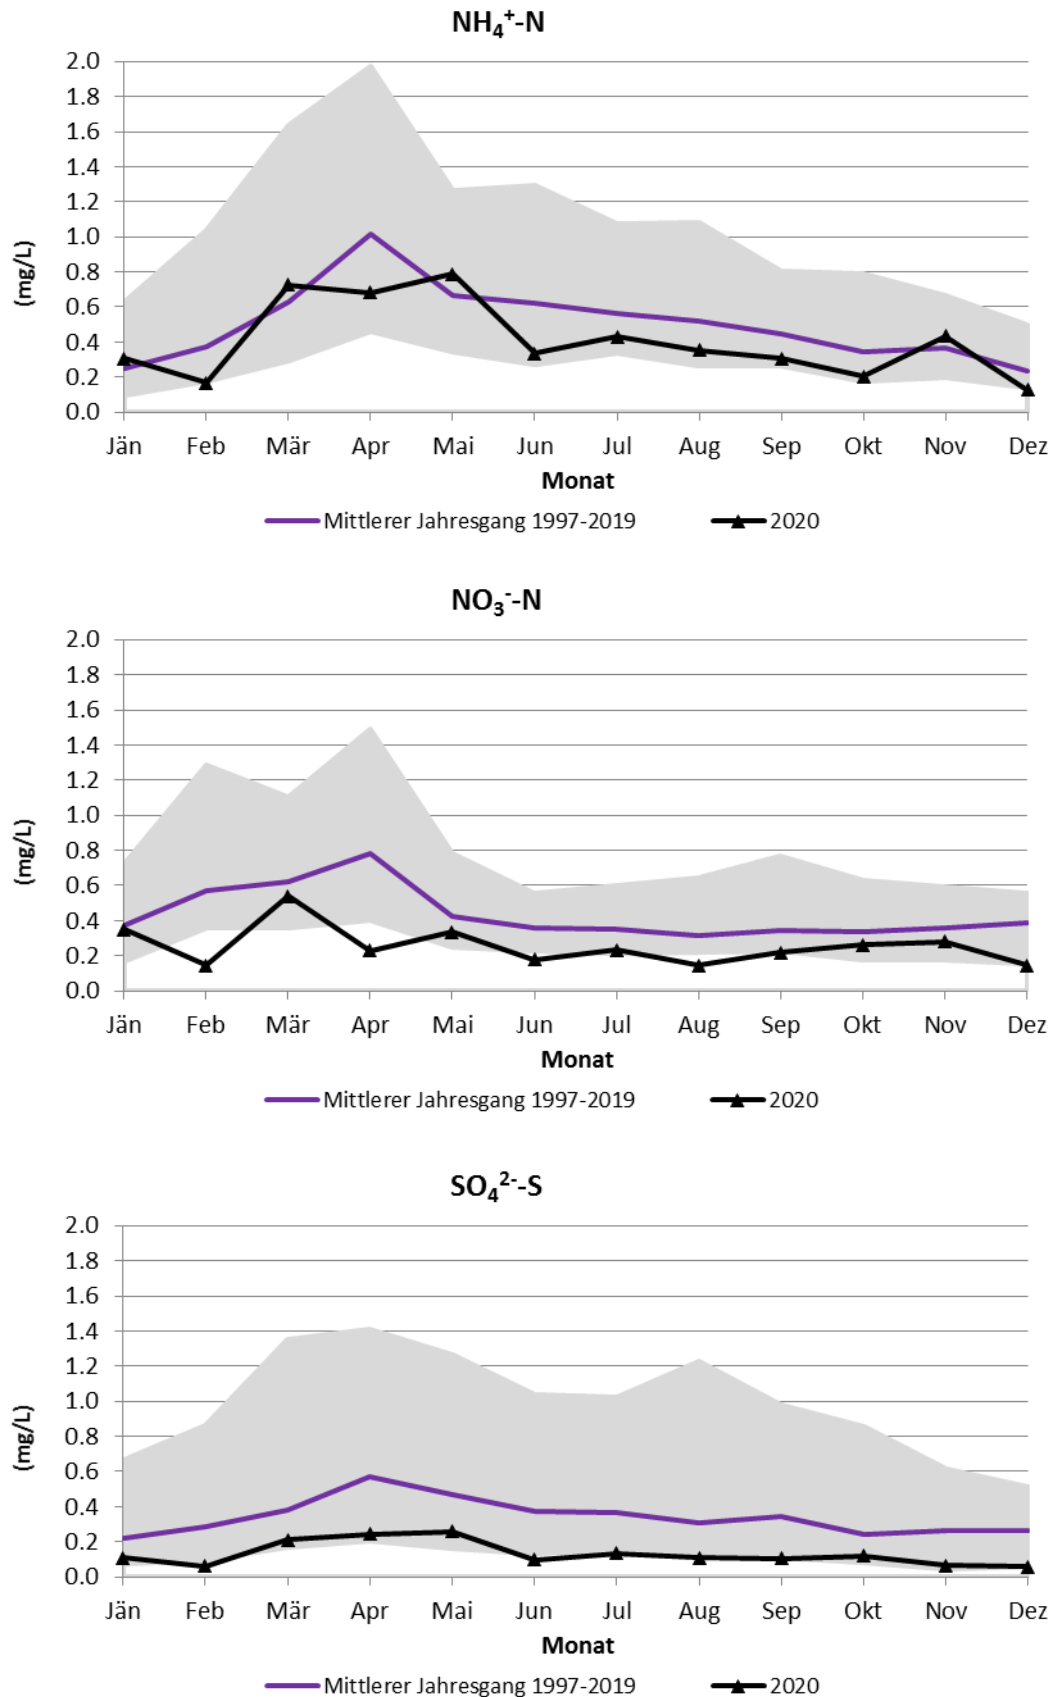 NH₄⁺-N
2.0
1.8
1.6
1.4
1.2
1.0
0.8
0.6
0.4
0.2
0.0
(mg/L)
Jän Feb Mär Apr Mai Jun Jul Aug Sep Okt Nov Dez
Monat
Mittlerer Jahresgang 1997-2019 2020
NO₃⁻-N
2.0
1.8
1.6
1.4
1.2
1.0
0.8
0.6
0.4
0.2
0.0
(mg/L)
Jän Feb Mär Apr Mai Jun Jul Aug Sep Okt Nov Dez
Monat
Mittlerer Jahresgang 1997-2019 2020
SO₄²⁻-S
2.0
1.8
1.6
1.4
1.2
1.0
0.8
0.6
0.4
0.2
0.0
(mg/L)
Jän Feb Mär Apr Mai Jun Jul Aug Sep Okt Nov Dez
Monat
Mittlerer Jahresgang 1997-2019 2020